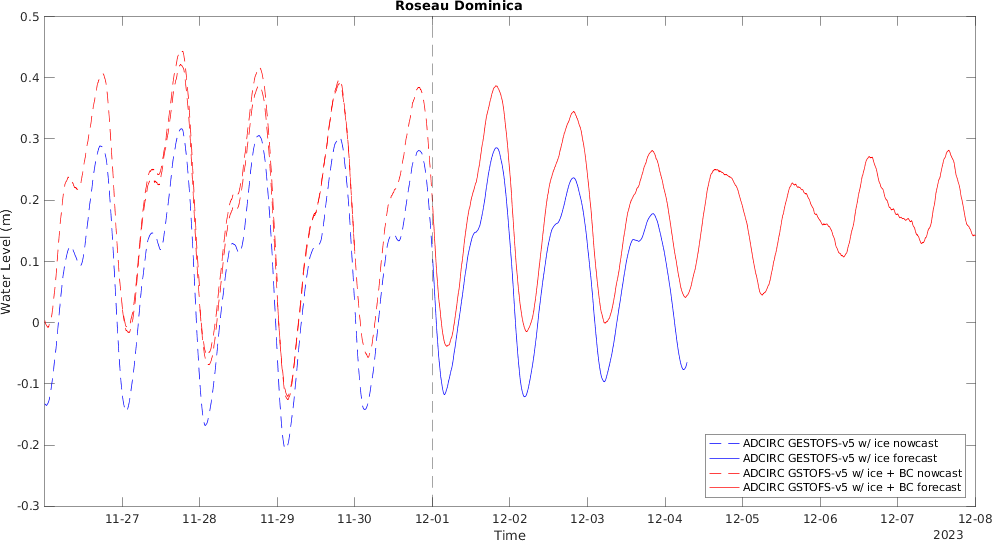 Roseau Dominica
0.5
0.4
0.3
0.2
0.1
0
-0.1
-0.2
-0.3
Water Level (m)
ADCIRC GESTOFS-v5 w/ ice nowcast
ADCIRC GESTOFS-v5 w/ ice forecast
ADCIRC GSTOFS-v5 w/ ice + BC nowcast
ADCIRC GSTOFS-v5 w/ ice + BC forecast
11-27 11-28 11-29 11-30 12-01 12-02 12-03 12-04 12-05 12-06 12-07 12-08
Time
2023